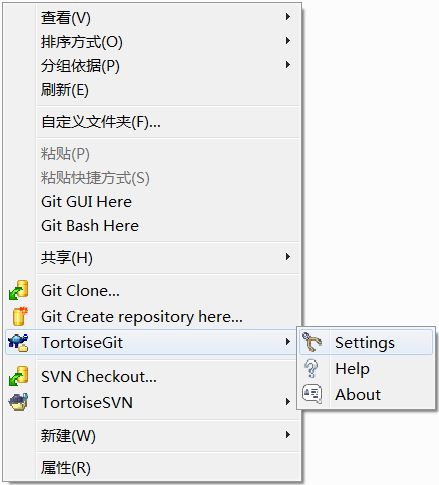 查看(V)
排序方式(O)
分组依据(P)
刷新(E)
自定义文件夹(F)...
粘贴(P)
粘贴快捷方式(S)
Git GUI Here
Git Bash Here
共享(H)
Git Clone...
Git Create repository here...
TortoiseGit
Settings
Help
About
SVN Checkout...
TortoiseSVN
新建(W)
属性(R)